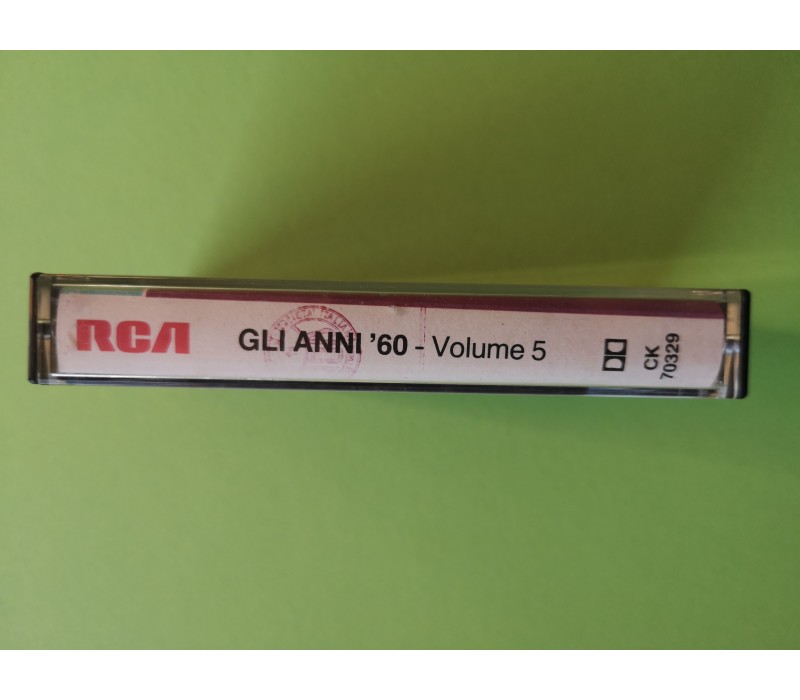 RCA
GLI ANNI '60 - Volume 5
CK
70329